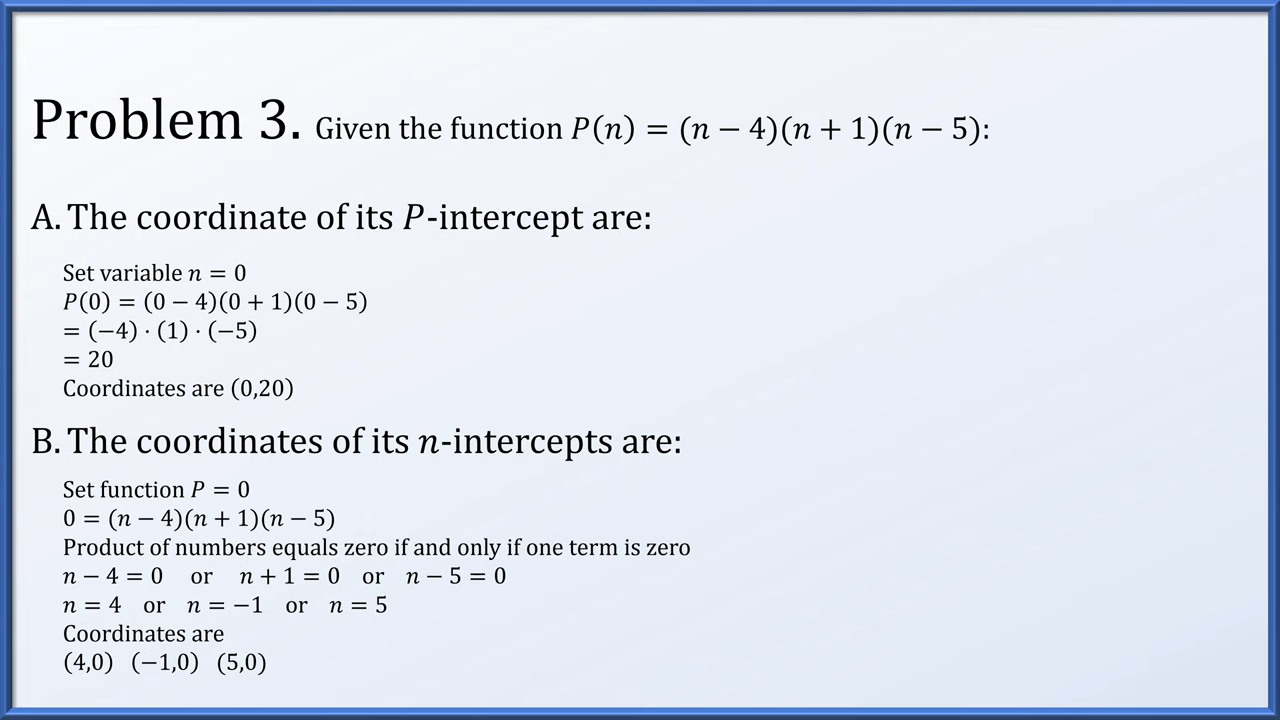 Problem 3. Given the function P(n) = (n − 4)(n + 1)(n − 5):
A. The coordinate of its P-intercept are:
Set variable n = 0
P(0) = (0 − 4)(0 + 1)(0 − 5)
= (−4) · (1) · (−5)
= 20
Coordinates are (0,20)
B. The coordinates of its n-intercepts are:
Set function P = 0
0 = (n − 4)(n + 1)(n − 5)
Product of numbers equals zero if and only if one term is zero
n − 4 = 0 or n + 1 = 0 or n − 5 = 0
n = 4 or n = −1 or n = 5
Coordinates are
(4,0) (−1,0) (5,0)